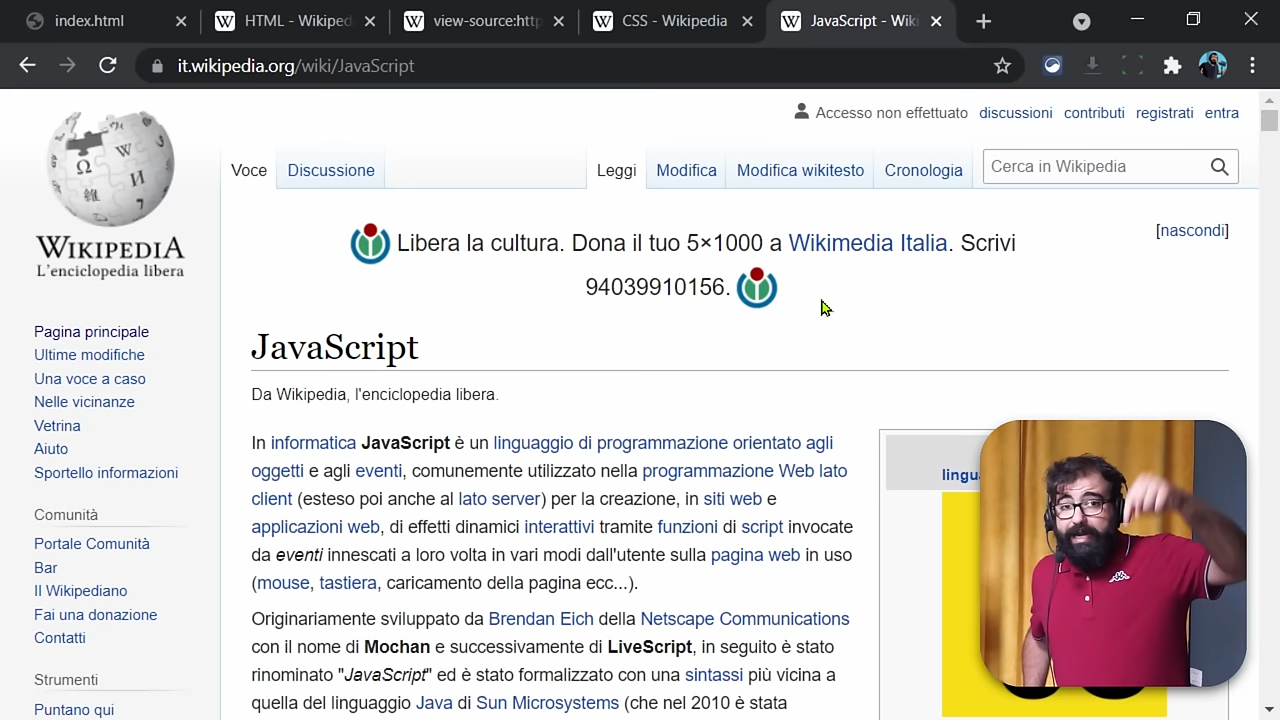 index.html
HTML - Wikiped
view-source:http
CSS - Wikipedia
JavaScript - Wiki
it.wikipedia.org/wiki/JavaScript
Accesso non effettuato discussioni contributi registrati entra
Voce Discussione Leggi Modifica Modifica wikitesto Cronologia Cerca in Wikipedia
WIKIPEDIA
L'enciclopedia libera
Libera la cultura. Dona il tuo 5×1000 a Wikimedia Italia. Scrivi
94039910156.
[nascondi]
JavaScript
Da Wikipedia, l'enciclopedia libera.
Pagina principale
Ultime modifiche
Una voce a caso
Nelle vicinanze
Vetrina
Aiuto
Sportello informazioni
Comunità
Portale Comunità
Bar
Il Wikipediano
Fai una donazione
Contatti
Strumenti
Puntano qui
In informatica JavaScript è un linguaggio di programmazione orientato agli
oggetti e agli eventi, comunemente utilizzato nella programmazione Web lato
client (esteso poi anche al lato server) per la creazione, in siti web e
applicazioni web, di effetti dinamici interattivi tramite funzioni di script invocate
da eventi innescati a loro volta in vari modi dall'utente sulla pagina web in uso
(mouse, tastiera, caricamento della pagina ecc...).
Originariamente sviluppato da Brendan Eich della Netscape Communications
con il nome di Mochan e successivamente di LiveScript, in seguito è stato
rinominato "JavaScript" ed è stato formalizzato con una sintassi più vicina a
quella del linguaggio Java di Sun Microsystems (che nel 2010 è stata